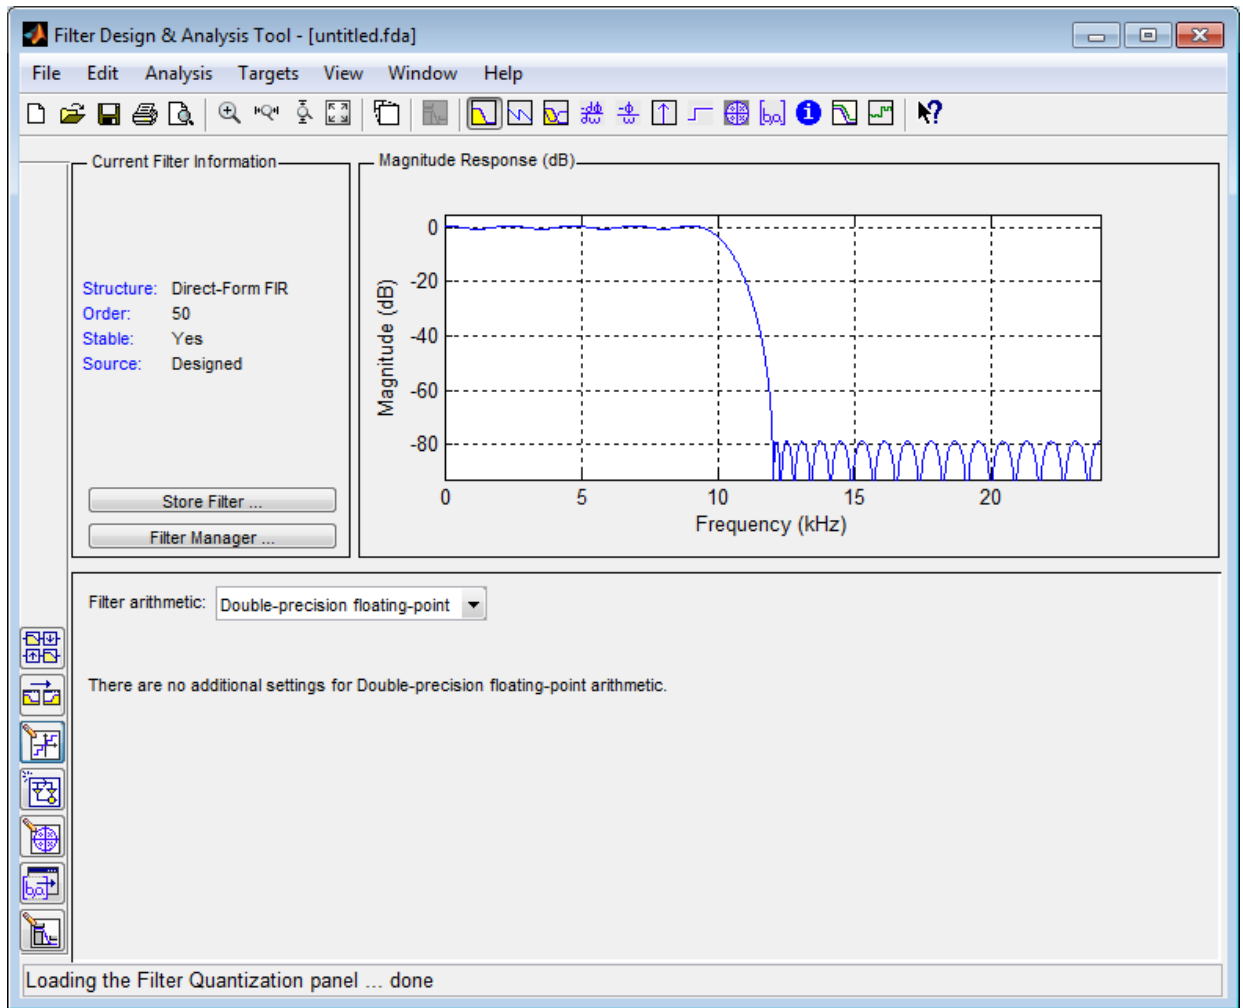 Filter Design & Analysis Tool - [untitled.fda]
File Edit Analysis Targets View Window Help
Current Filter Information
Structure: Direct-Form FIR
Order: 50
Stable: Yes
Source: Designed
Store Filter ...
Filter Manager ...
Magnitude Response (dB)
Magnitude (dB)
0
-20
-40
-60
-80
0 5 10 15 20
Frequency (kHz)
Filter arithmetic: Double-precision floating-point
There are no additional settings for Double-precision floating-point arithmetic.
Loading the Filter Quantization panel ... done